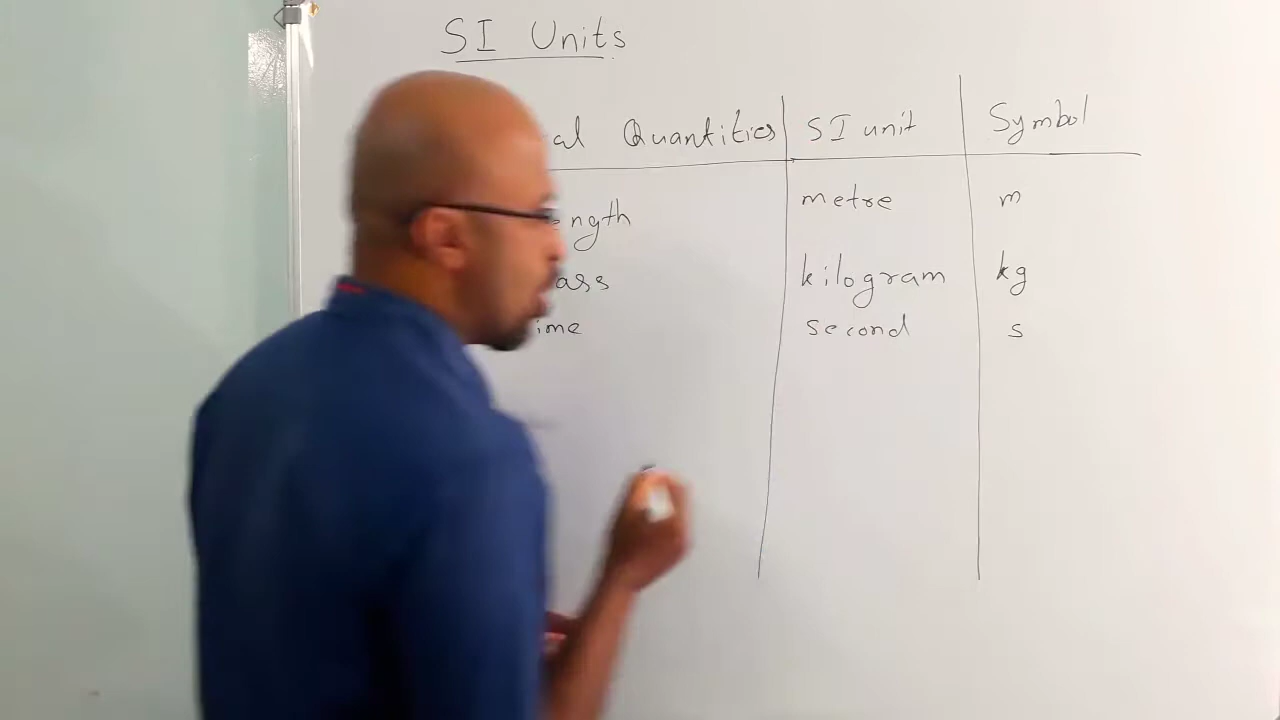 SI Units
al Quantities SI unit Symbol
ngth metre m
ass kilogram kg
ime second s